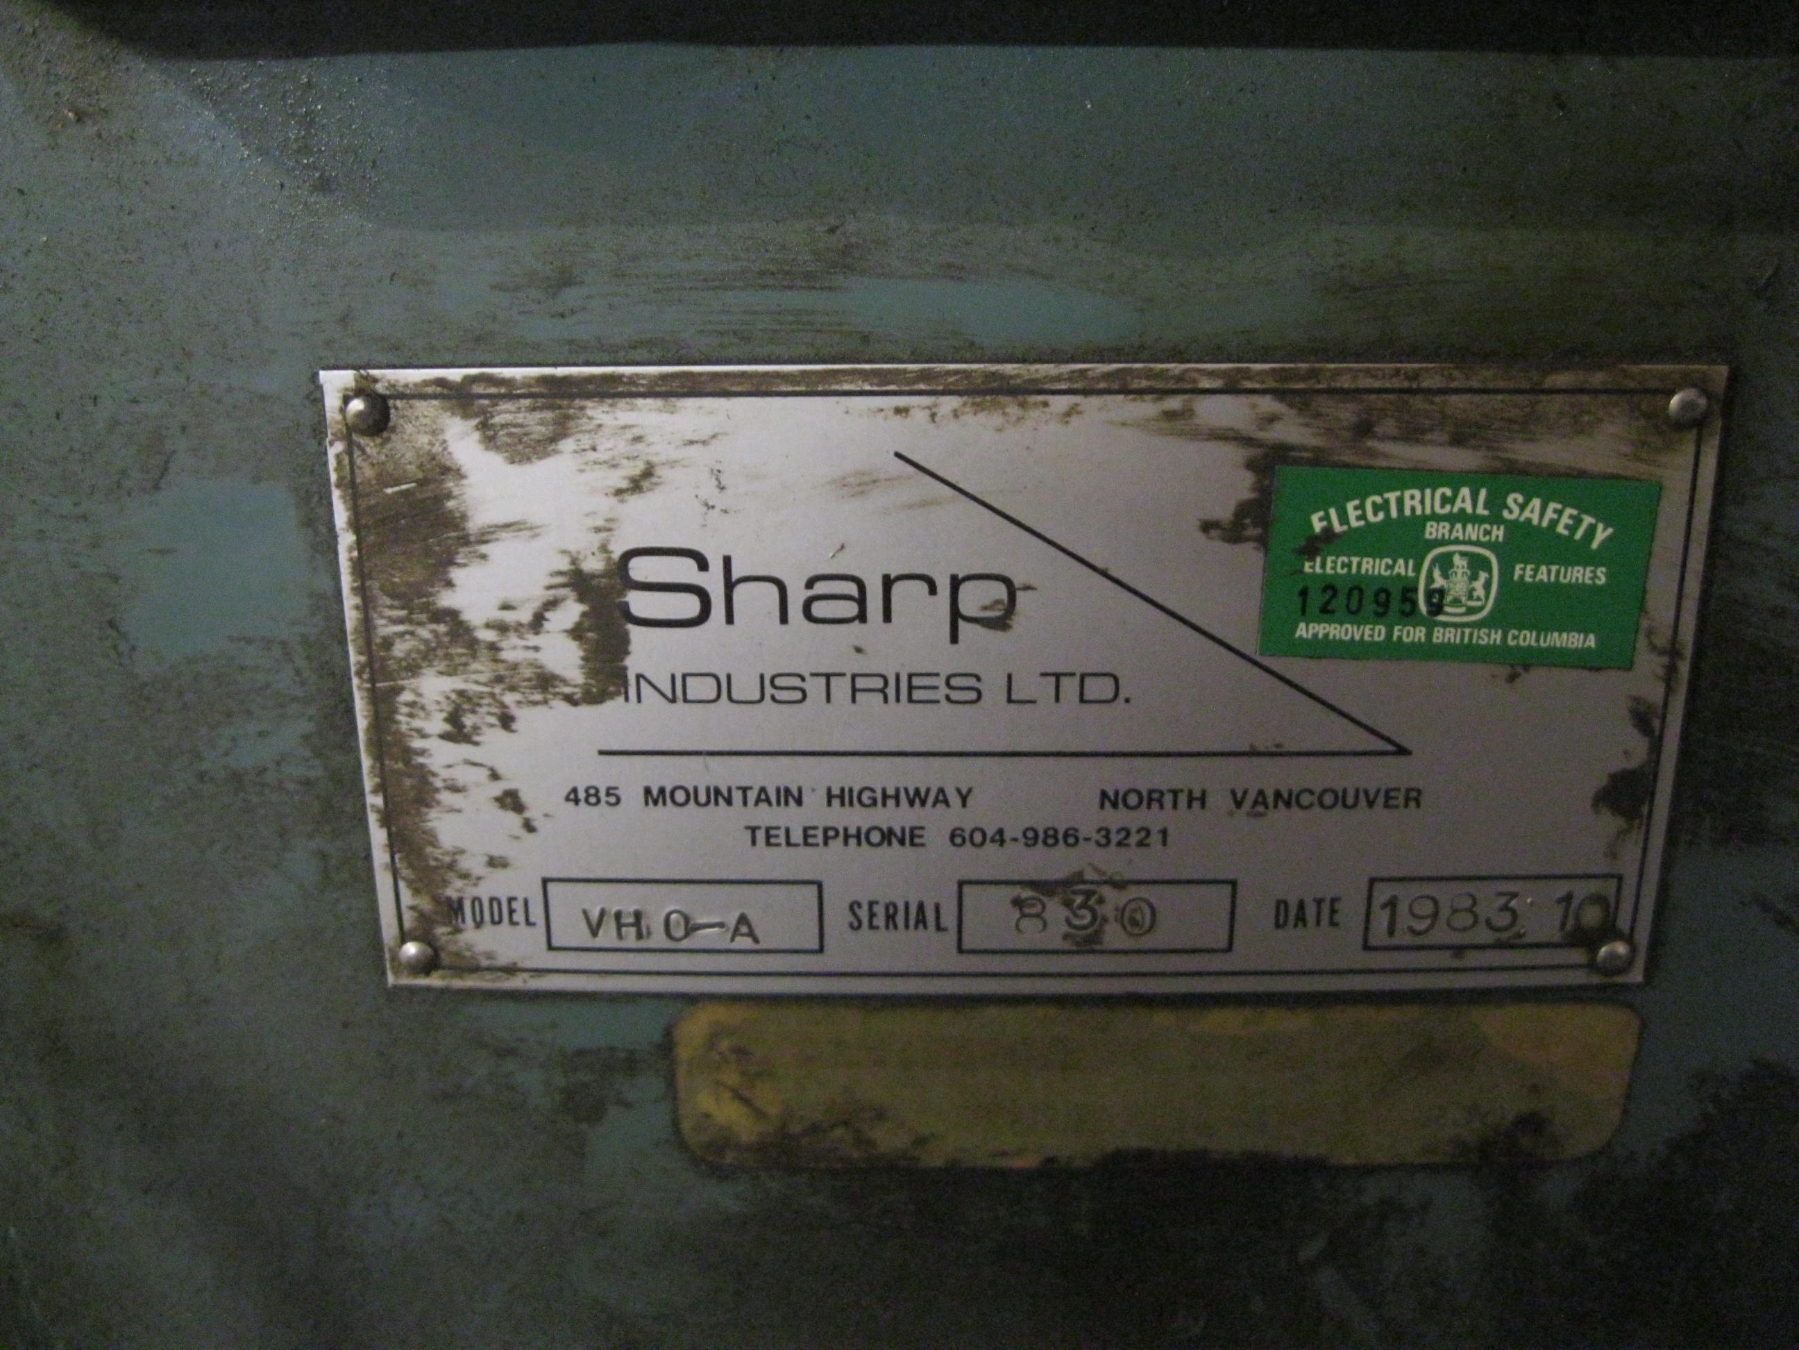 Sharp
INDUSTRIES LTD.
ELECTRICAL SAFETY
BRANCH
ELECTRICAL FEATURES
120959
APPROVED FOR BRITISH COLUMBIA
485 MOUNTAIN HIGHWAY NORTH VANCOUVER
TELEPHONE 604-986-3221
MODEL VH O-A SERIAL 830 DATE 1983 10